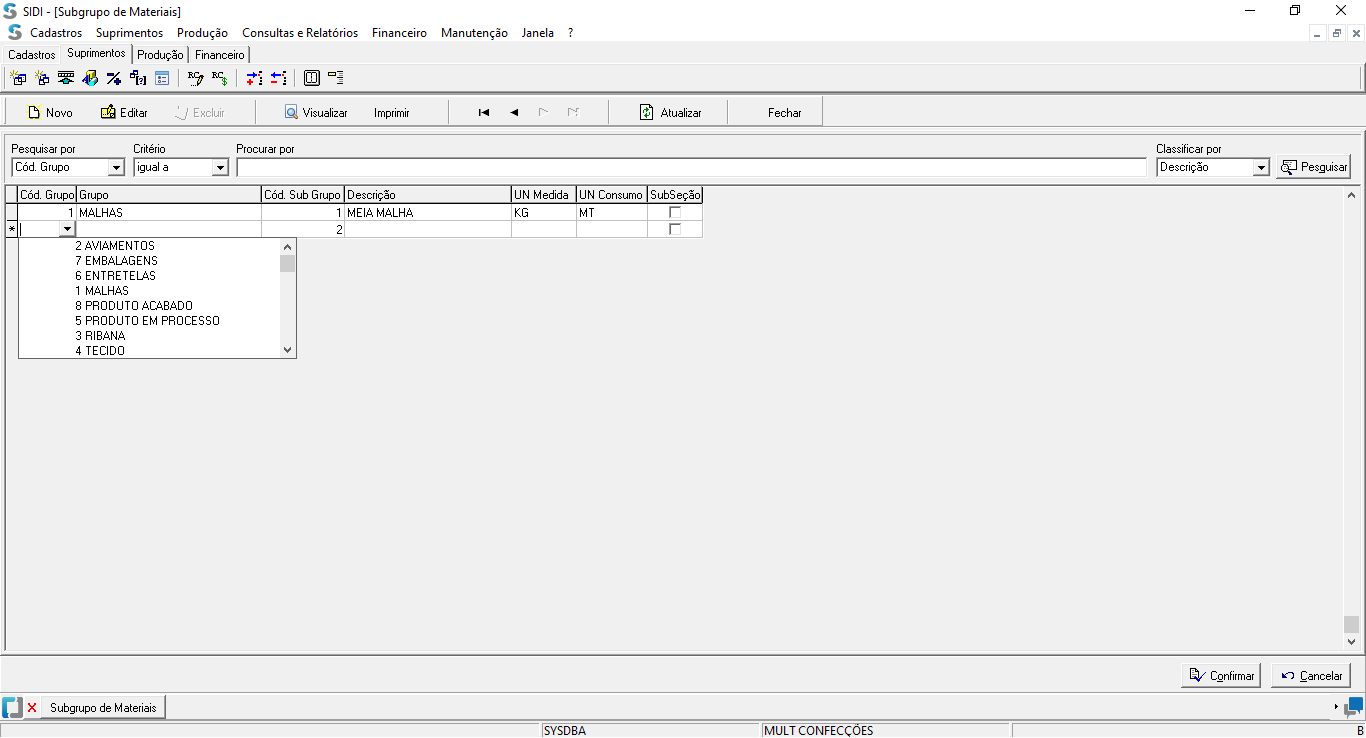 SIDI - [Subgrupo de Materiais]
Cadastros Suprimentos Produção Consultas e Relatórios Financeiro Manutenção Janela ?
Cadastros Suprimentos Produção Financeiro
Novo Editar Excluir Visualizar Imprimir Atualizar Fechar
Pesquisar por Critério Procurar por Classificar por
Cód. Grupo igual a Descrição Pesquisar
Cód. Grupo Grupo Cód. Sub Grupo Descrição UN Medida UN Consumo SubSeção
1 MALHAS 1 MEIA MALHA KG MT
* 2
2 AVIAMENTOS
7 EMBALAGENS
6 ENTRETELAS
1 MALHAS
8 PRODUTO ACABADO
5 PRODUTO EM PROCESSO
3 RIBANA
4 TECIDO
Confirmar Cancelar
Subgrupo de Materiais
SYSDBA MULT CONFECÇÕES B